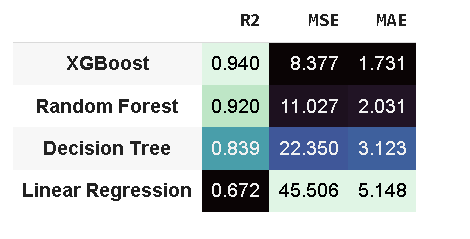 R2 MSE MAE
XGBoost 0.940 8.377 1.731
Random Forest 0.920 11.027 2.031
Decision Tree 0.839 22.350 3.123
Linear Regression 0.672 45.506 5.148